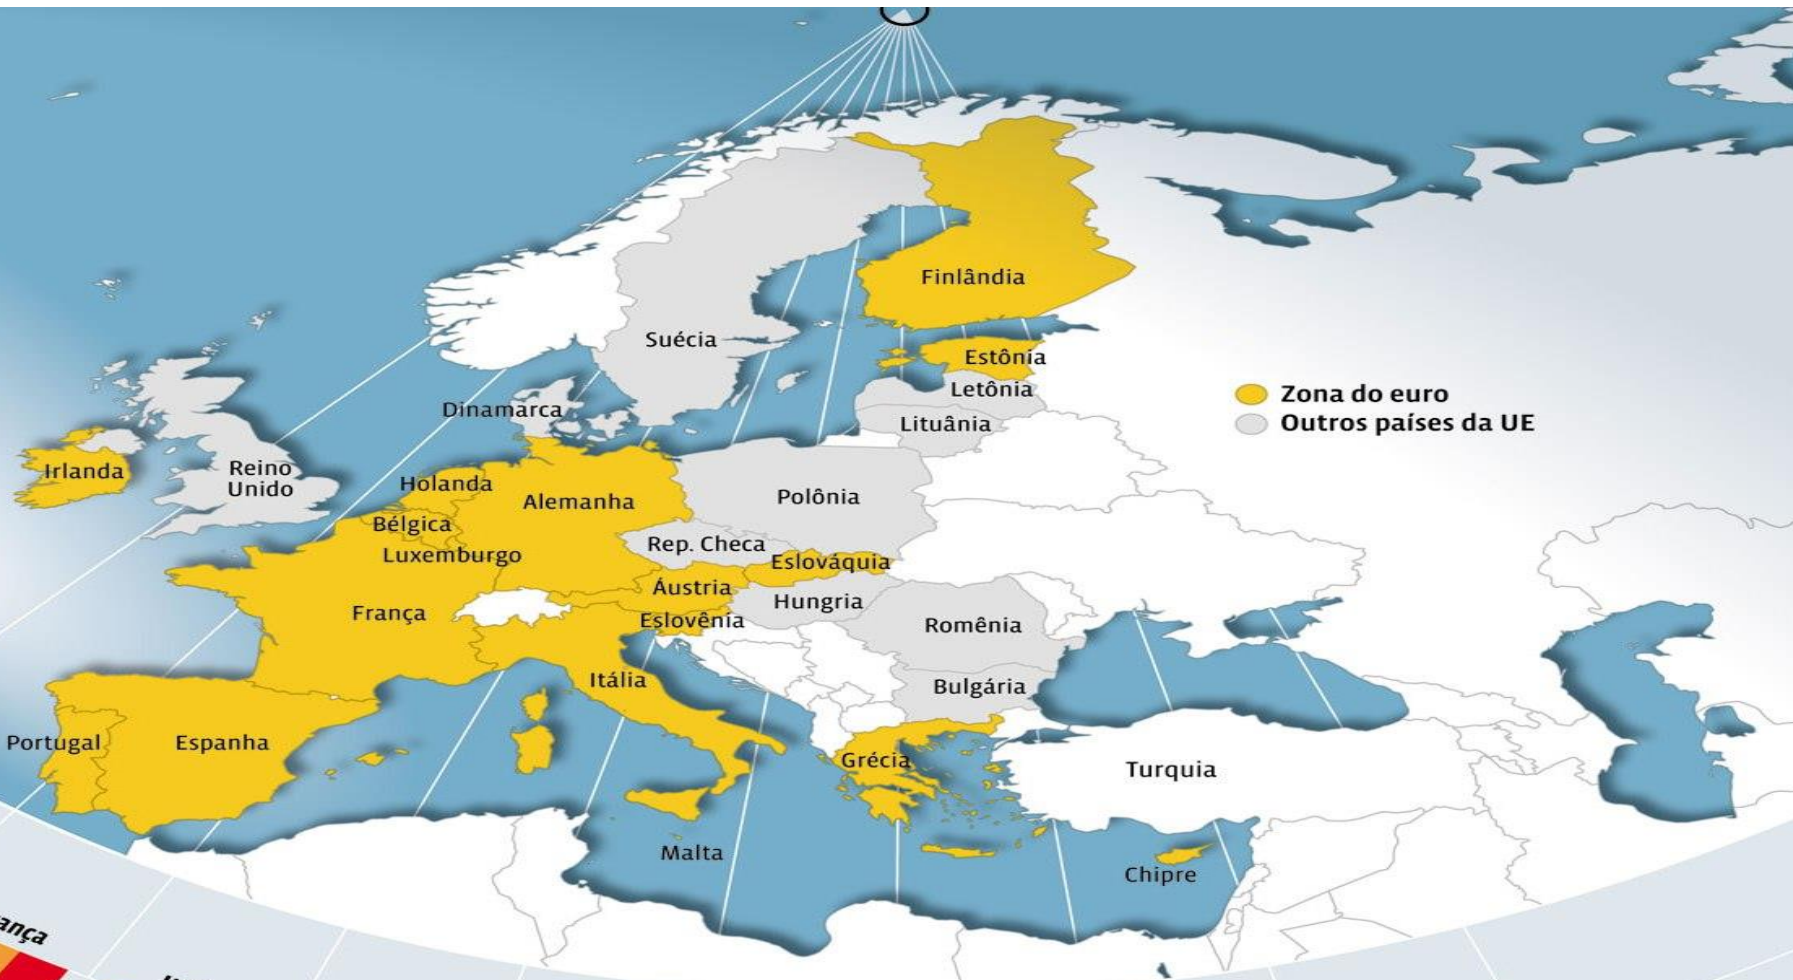 Finlândia
Suécia
Estônia
Letônia
Dinamarca
Lituânia
Zona do euro
Outros países da UE
Irlanda
Reino
Unido
Holanda
Alemanha
Polônia
Bélgica
Luxemburgo
Rep. Checa
Eslováquia
Áustria
França
Hungria
Eslovênia
Romênia
Itália
Bulgária
Portugal
Espanha
Grécia
Turquia
Malta
Chipre
ança